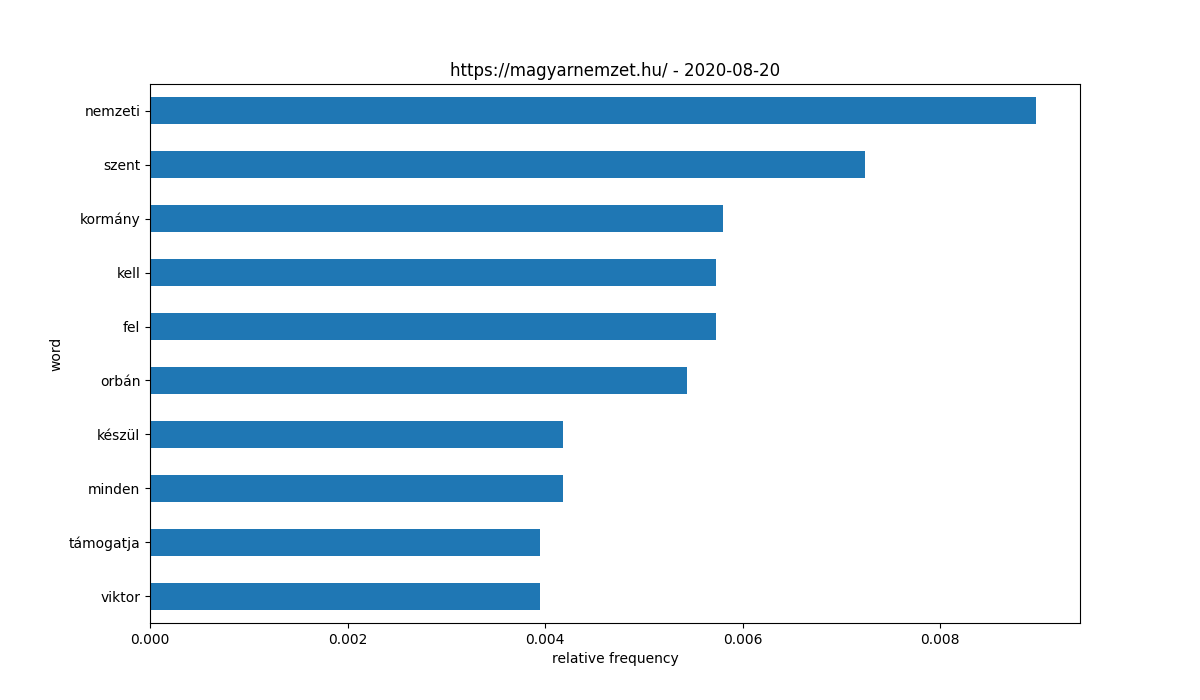 https://magyarnemzet.hu/ - 2020-08-20
nemzeti
szent
kormány
kell
fel
orbán
készül
minden
támogatja
viktor
word
0.000 0.002 0.004 0.006 0.008
relative frequency